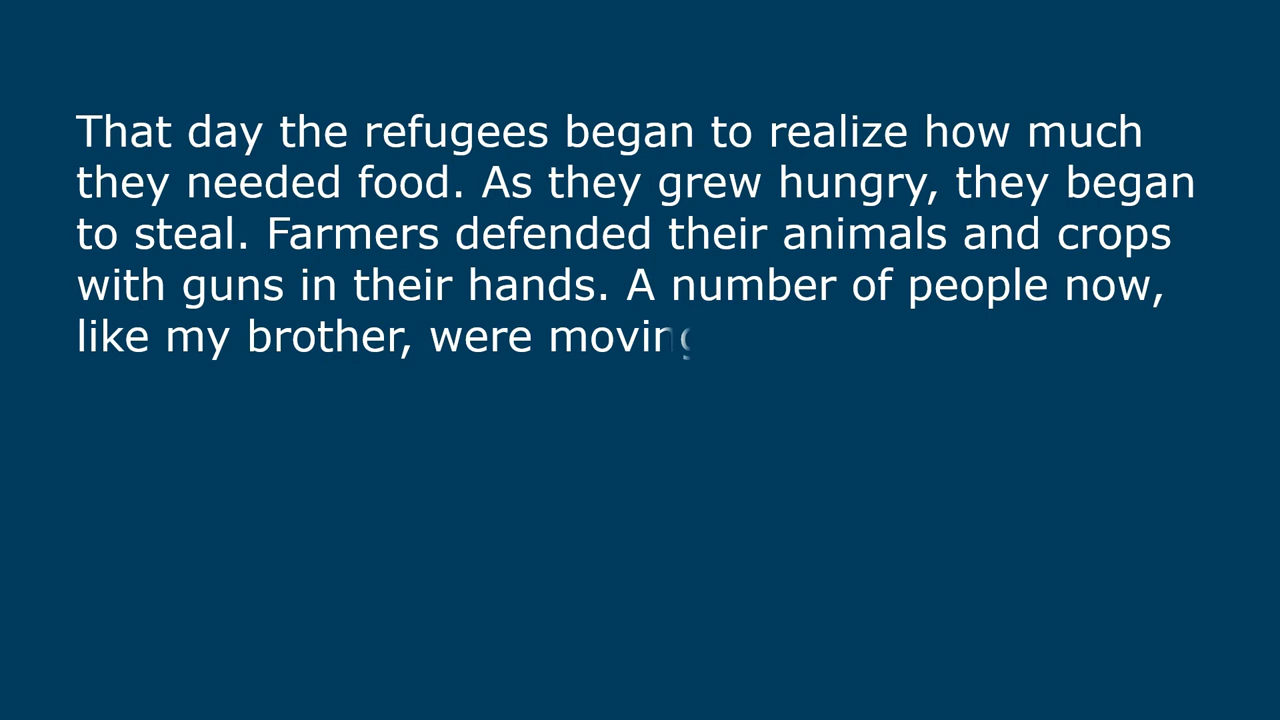 That day the refugees began to realize how much
they needed food. As they grew hungry, they began
to steal. Farmers defended their animals and crops
with guns in their hands. A number of people now,
like my brother, were moving